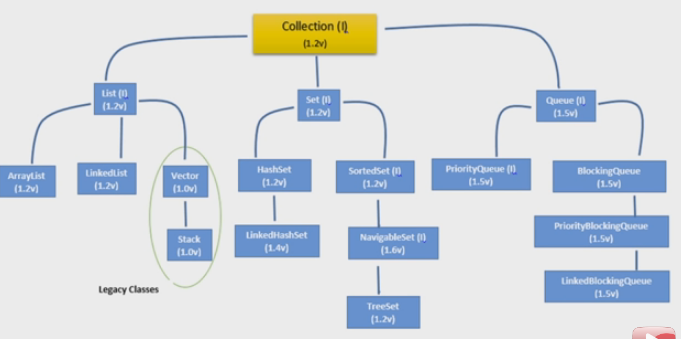 Collection (I)
(1.2v)
List (I)
(1.2v)
Set (I)
(1.2v)
Queue (I)
(1.5v)
ArrayList
(1.2v)
LinkedList
(1.2v)
Vector
(1.0v)
HashSet
(1.2v)
SortedSet (I)
(1.2v)
PriorityQueue (I)
(1.5v)
BlockingQueue
(1.5v)
Stack
(1.0v)
LinkedHashSet
(1.4v)
NavigableSet (I)
(1.6v)
PriorityBlockingQueue
(1.5v)
LinkedBlockingQueue
(1.5v)
Legacy Classes
TreeSet
(1.2v)